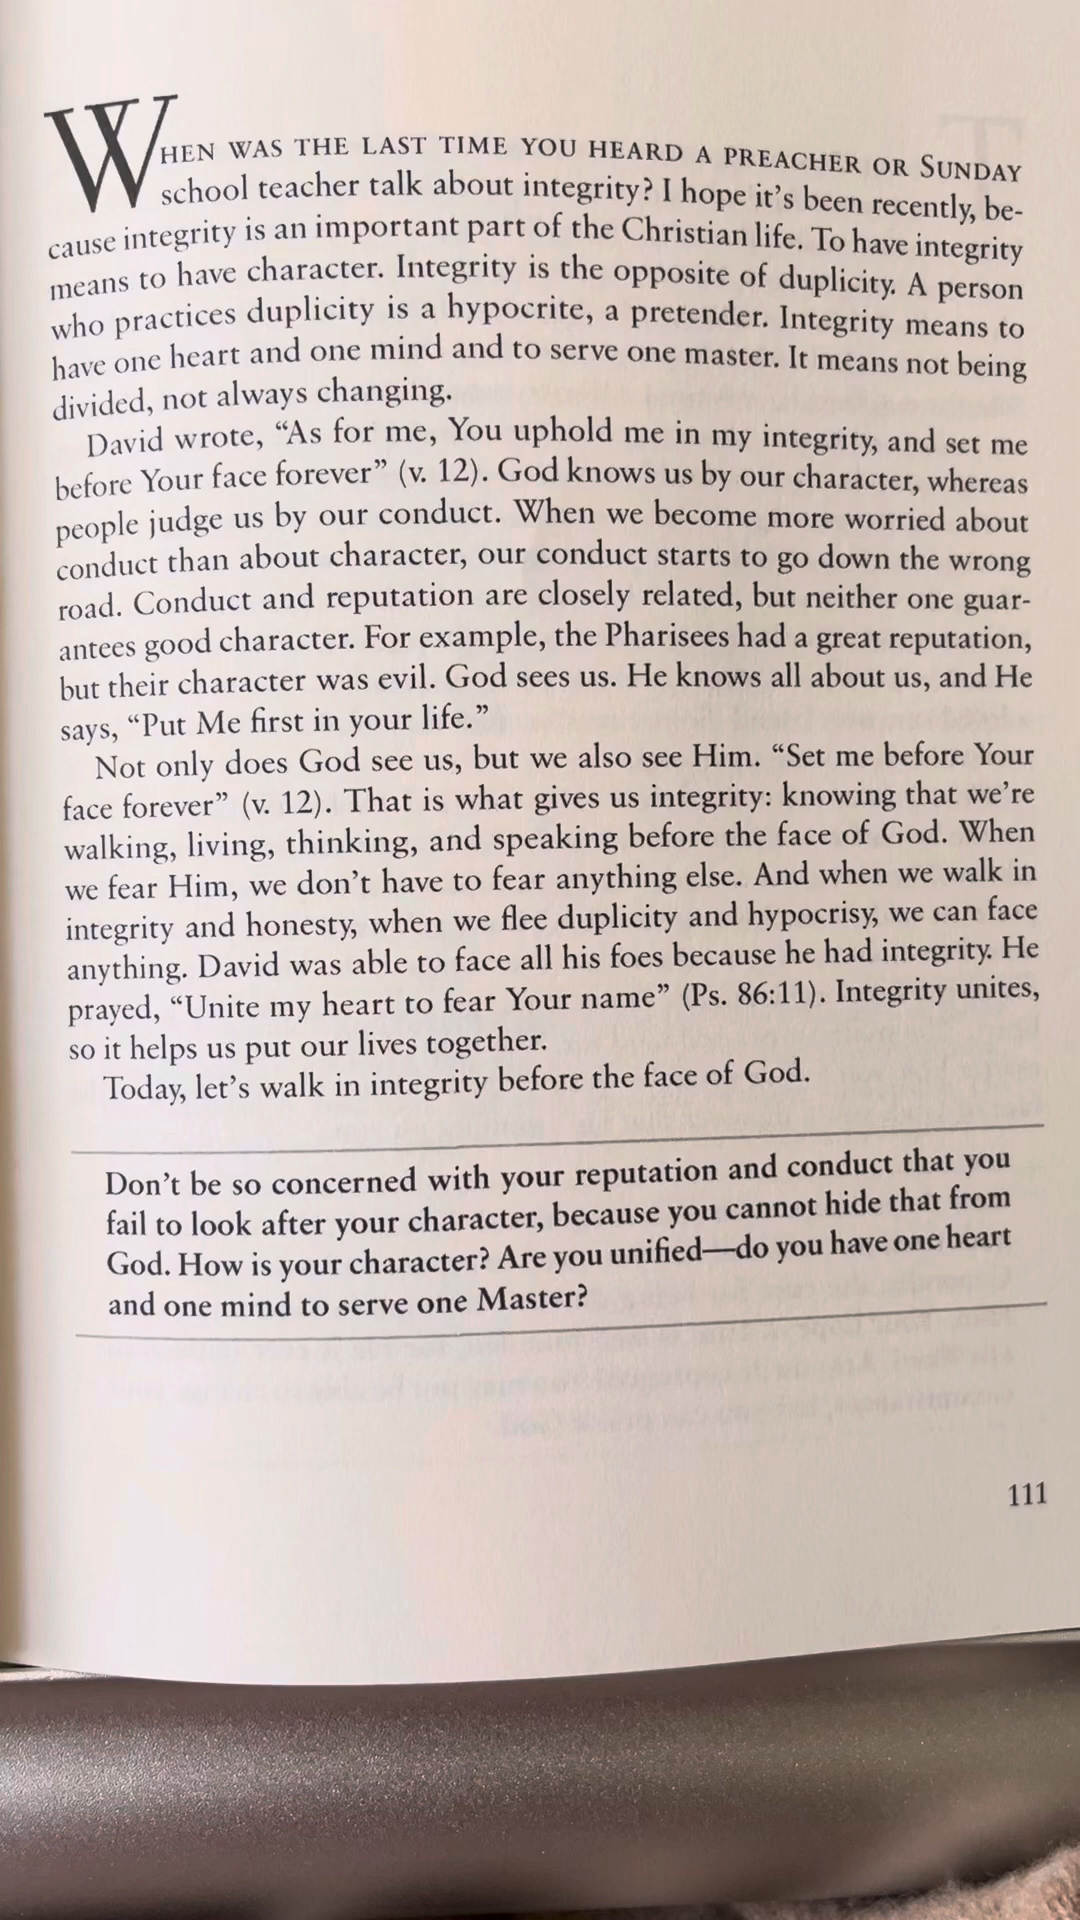 WHEN WAS THE LAST TIME YOU HEARD A PREACHER OR SUNDAY
school teacher talk about integrity? I hope it's been recently, be-
cause integrity is an important part of the Christian life. To have integrity
means to have character. Integrity is the opposite of duplicity. A person
who practices duplicity is a hypocrite, a pretender. Integrity means to
have one heart and one mind and to serve one master. It means not being
divided, not always changing.
David wrote, “As for me, You uphold me in my integrity, and set me
before Your face forever” (v. 12). God knows us by our character, whereas
people judge us by our conduct. When we become more worried about
conduct than about character, our conduct starts to go down the wrong
road. Conduct and reputation are closely related, but neither one guar-
antees good character. For example, the Pharisees had a great reputation,
but their character was evil. God sees us. He knows all about us, and He
says, “Put Me first in your life.”
Not only does God see us, but we also see Him. “Set me before Your
face forever” (v. 12). That is what gives us integrity: knowing that we're
walking, living, thinking, and speaking before the face of God. When
we fear Him, we don't have to fear anything else. And when we walk in
integrity and honesty, when we flee duplicity and hypocrisy, we can face
anything. David was able to face all his foes because he had integrity. He
prayed, “Unite my heart to fear Your name” (Ps. 86:11). Integrity unites,
so it helps us put our lives together.
Today, let's walk in integrity before the face of God.
Don't be so concerned with your reputation and conduct that you
fail to look after your character, because you cannot hide that from
God. How is your character? Are you unified—do you have one heart
and one mind to serve one Master?
111